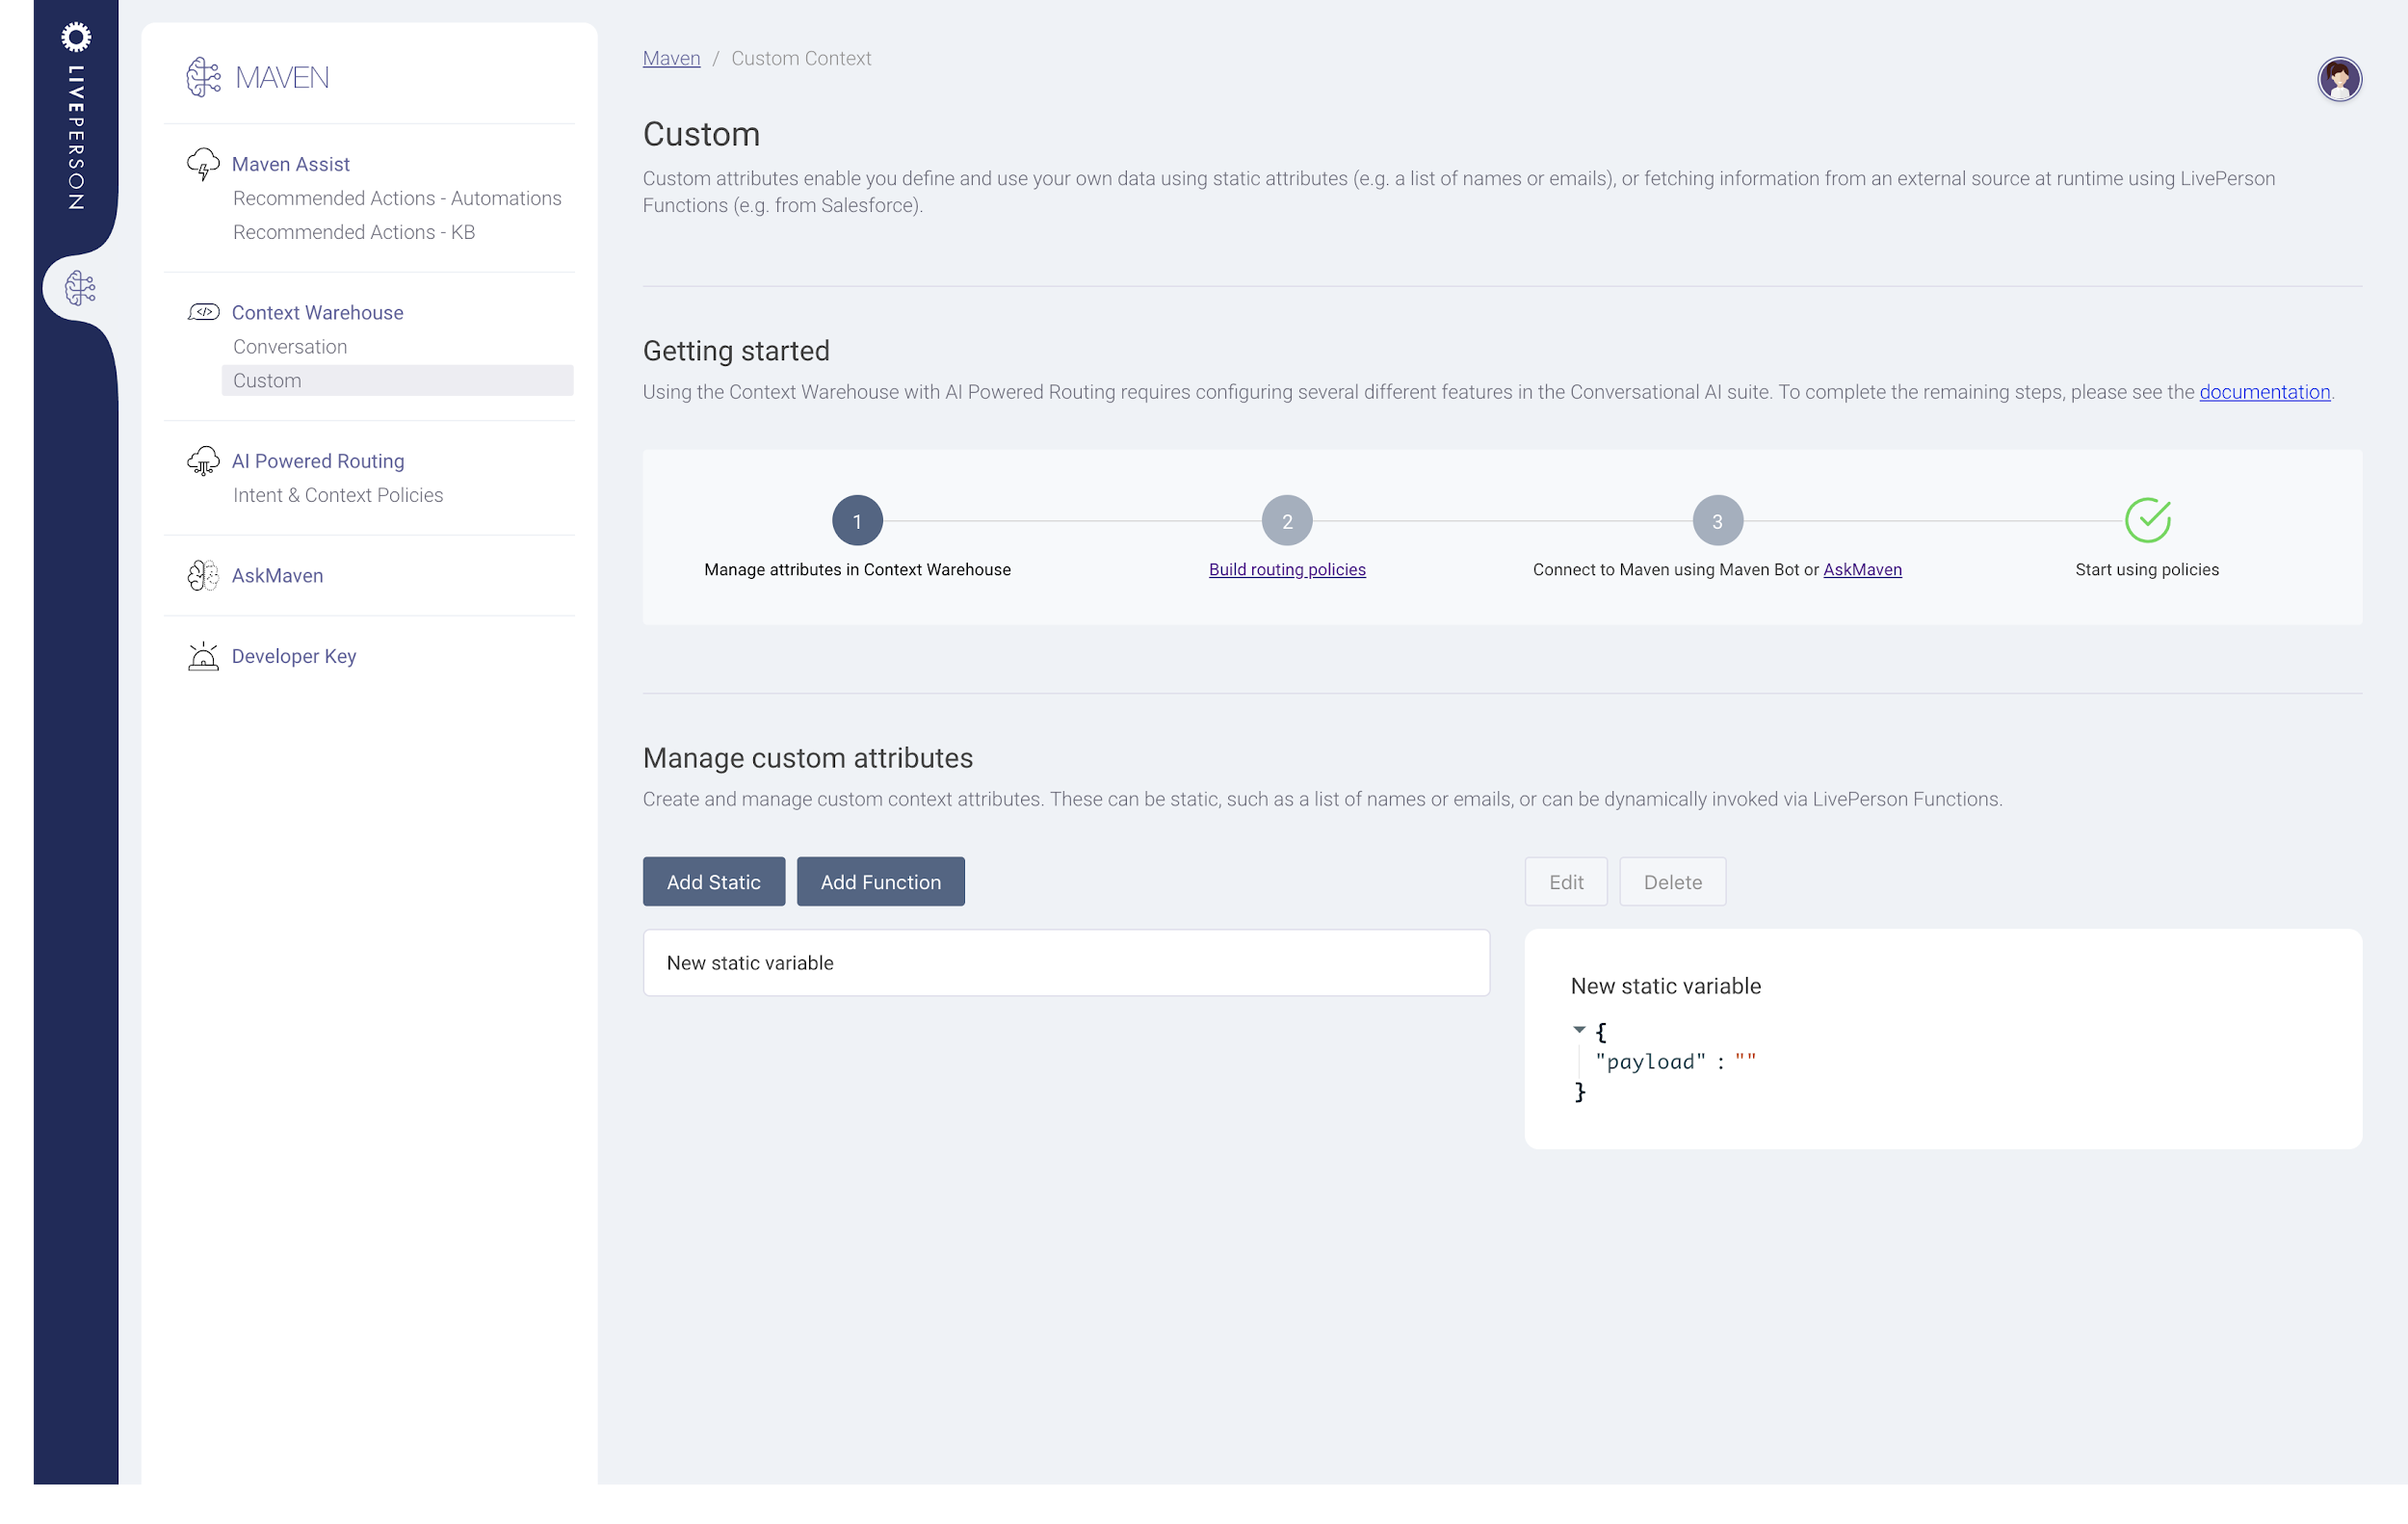 LIVEPERSON
MAVEN
Maven Assist
Recommended Actions - Automations
Recommended Actions - KB
Context Warehouse
Conversation
Custom
AI Powered Routing
Intent & Context Policies
AskMaven
Developer Key
Maven / Custom Context
Custom
Custom attributes enable you define and use your own data using static attributes (e.g. a list of names or emails), or fetching information from an external source at runtime using LivePerson
Functions (e.g. from Salesforce).
Getting started
Using the Context Warehouse with AI Powered Routing requires configuring several different features in the Conversational AI suite. To complete the remaining steps, please see the documentation.
1
Manage attributes in Context Warehouse
2
Build routing policies
3
Connect to Maven using Maven Bot or AskMaven
Start using policies
Manage custom attributes
Create and manage custom context attributes. These can be static, such as a list of names or emails, or can be dynamically invoked via LivePerson Functions.
Add Static
Add Function
Edit
Delete
New static variable
New static variable
{
"payload" : ""
}